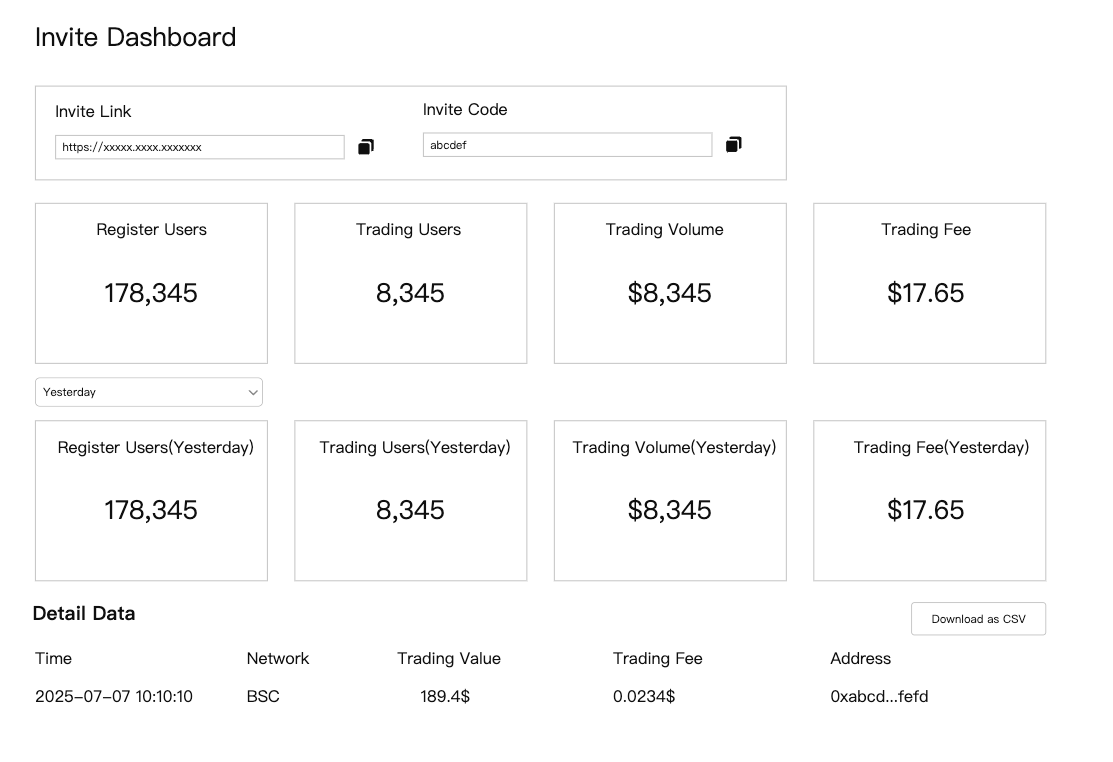 Invite Dashboard
Invite Link
Invite Code
https://xxxxx.xxxx.xxxxxxx
abcdef
Register Users
Trading Users
Trading Volume
Trading Fee
178,345
8,345
$8,345
$17.65
Yesterday
Register Users(Yesterday)
Trading Users(Yesterday)
Trading Volume(Yesterday)
Trading Fee(Yesterday)
178,345
8,345
$8,345
$17.65
Detail Data
Download as CSV
Time Network Trading Value Trading Fee Address
2025-07-07 10:10:10 BSC 189.4$ 0.0234$ 0xabcd...fefd